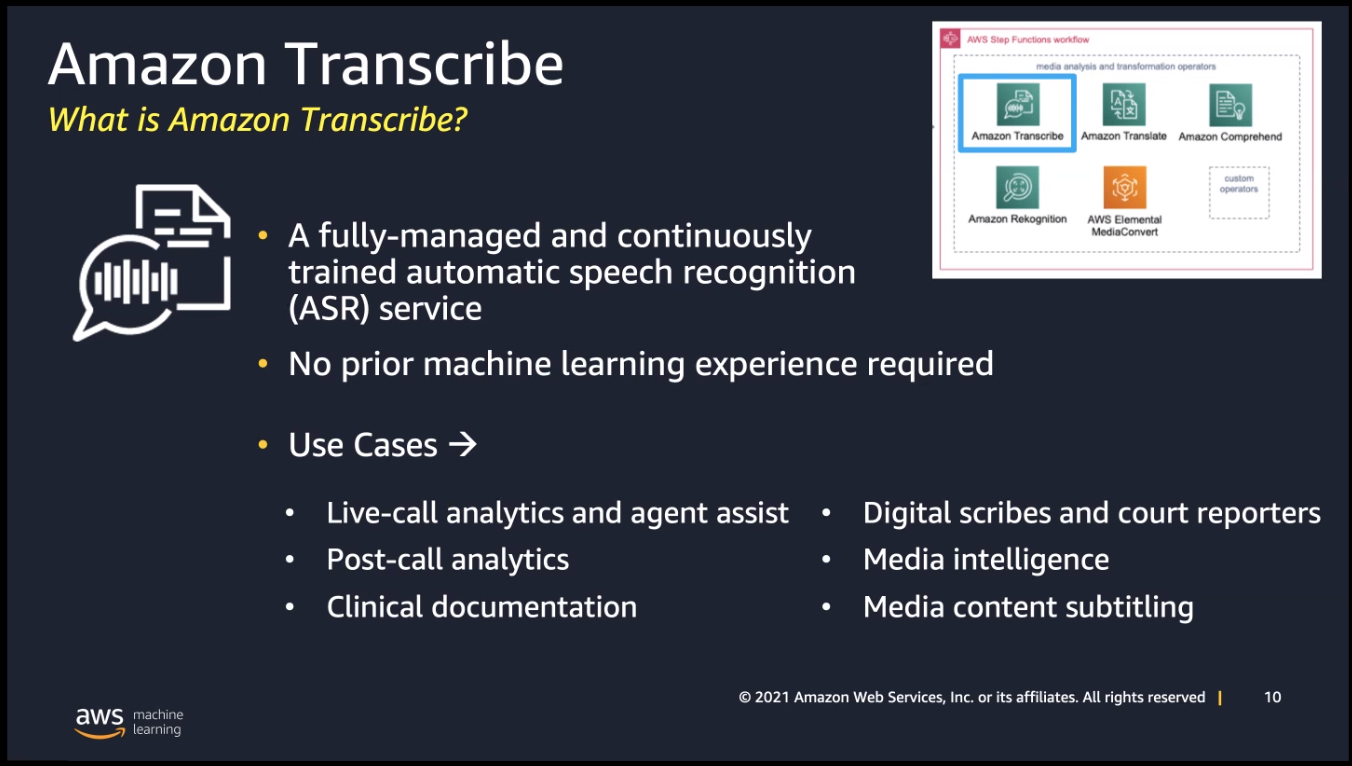 Amazon Transcribe
What is Amazon Transcribe?
AWS Step Functions workflow
media analysis and transformation operators
Amazon Transcribe
Amazon Translate
Amazon Comprehend
Amazon Rekognition
AWS Elemental
MediaConvert
custom
operators
• A fully-managed and continuously
trained automatic speech recognition
(ASR) service
• No prior machine learning experience required
• Use Cases →
• Live-call analytics and agent assist
• Post-call analytics
• Clinical documentation
• Digital scribes and court reporters
• Media intelligence
• Media content subtitling
aws machine
learning
© 2021 Amazon Web Services, Inc. or its affiliates. All rights reserved | 10